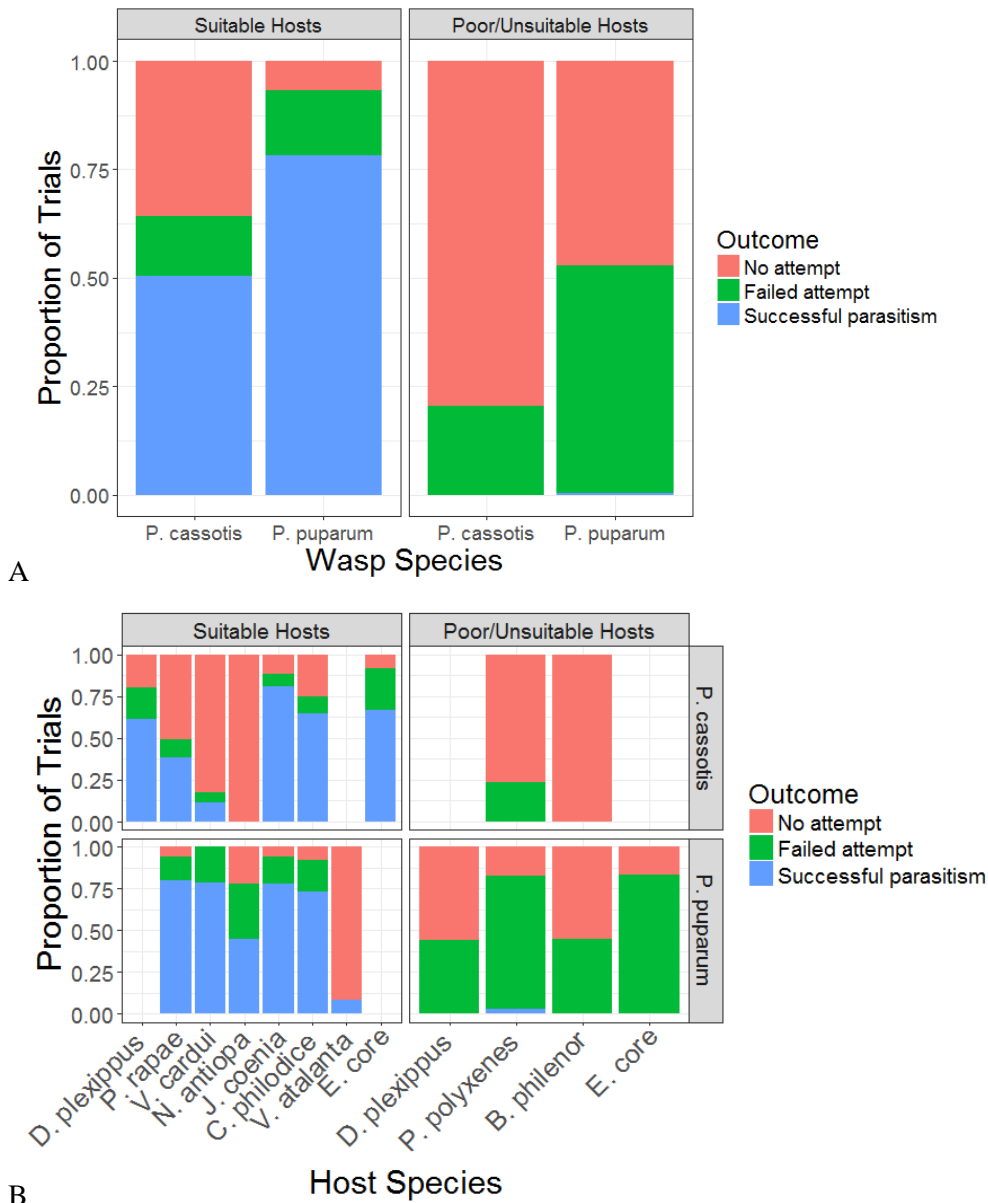 Suitable Hosts
Poor/Unsuitable Hosts
Proportion of Trials
1.00
0.75
0.50
0.25
0.00
P. cassotis
P. puparum
P. cassotis
P. puparum
Wasp Species
Outcome
No attempt
Failed attempt
Successful parasitism
A
Suitable Hosts
Poor/Unsuitable Hosts
Proportion of Trials
1.00
0.75
0.50
0.25
0.00
P. cassotis
1.00
0.75
0.50
0.25
0.00
P. puparum
D. plexippus
P. rapae
V. cardui
N. antiopa
J. coenia
C. philodice
V. atalanta
E. core
D. plexippus
P. polyxenes
B. philenor
E. core
Host Species
Outcome
No attempt
Failed attempt
Successful parasitism
B